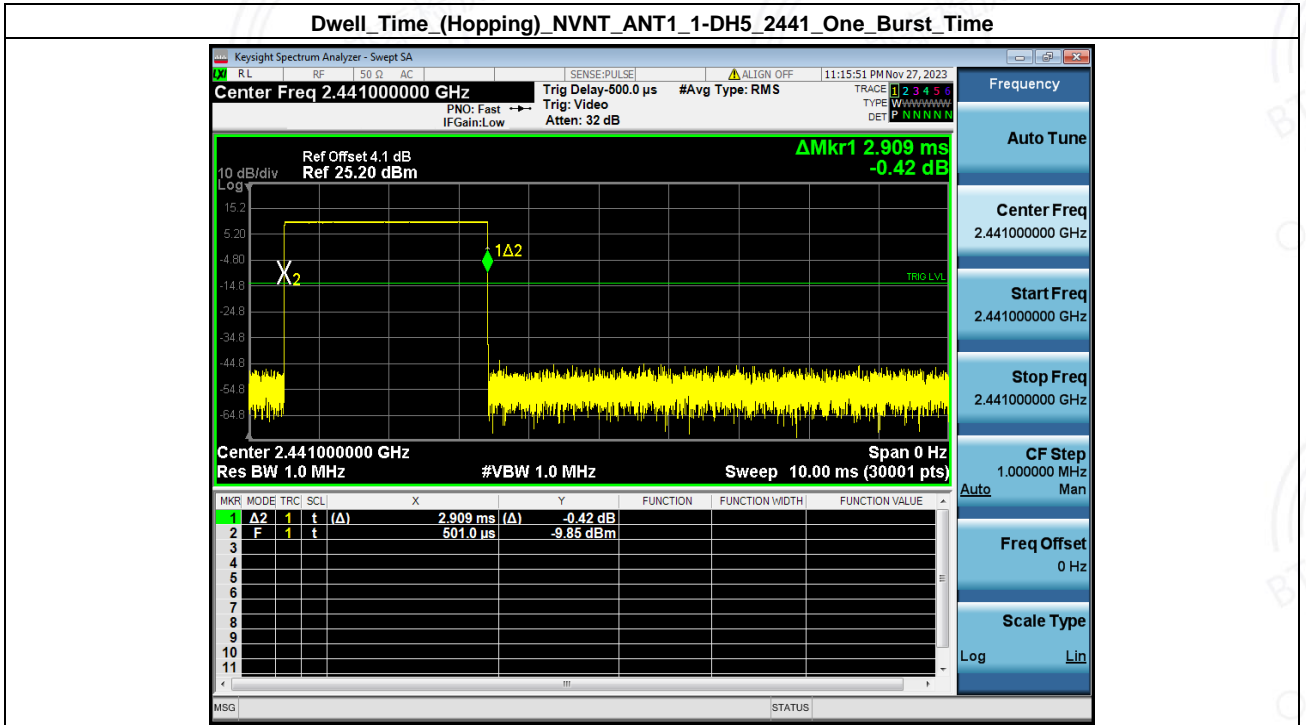 Dwell_Time_(Hopping)_NVNT_ANT1_1-DH5_2441_One_Burst_Time
Keysight Spectrum Analyzer - Swept SA
LXI RL RF 50 Ω AC SENSE:PULSE ALIGN OFF 11:15:51 PM Nov 27, 2023
Center Freq 2.441000000 GHz
PNO: Fast
IFGain:Low
Trig Delay-500.0 µs
Trig: Video
Atten: 32 dB
#Avg Type: RMS
TRACE 1 2 3 4 5 6
TYPE WWWWWWW
DET P N N N N N
ΔMkr1 2.909 ms
-0.42 dB
Ref Offset 4.1 dB
10 dB/div Ref 25.20 dBm
Log
15.2
5.20
-4.80
-14.8
-24.8
-34.8
-44.8
-54.8
-64.8
1Δ2
2
TRIG LVL
Center 2.441000000 GHz Span 0 Hz
Res BW 1.0 MHz #VBW 1.0 MHz Sweep 10.00 ms (30001 pts)
MKR MODE TRC SCL X Y FUNCTION FUNCTION WIDTH FUNCTION VALUE
1 Δ2 1 t (Δ) 2.909 ms (Δ) -0.42 dB
2 F 1 t 501.0 µs -9.85 dBm
3
4
5
6
7
8
9
10
11
MSG STATUS
Frequency
Auto Tune
Center Freq
2.441000000 GHz
Start Freq
2.441000000 GHz
Stop Freq
2.441000000 GHz
CF Step
1.000000 MHz
Auto Man
Freq Offset
0 Hz
Scale Type
Log Lin